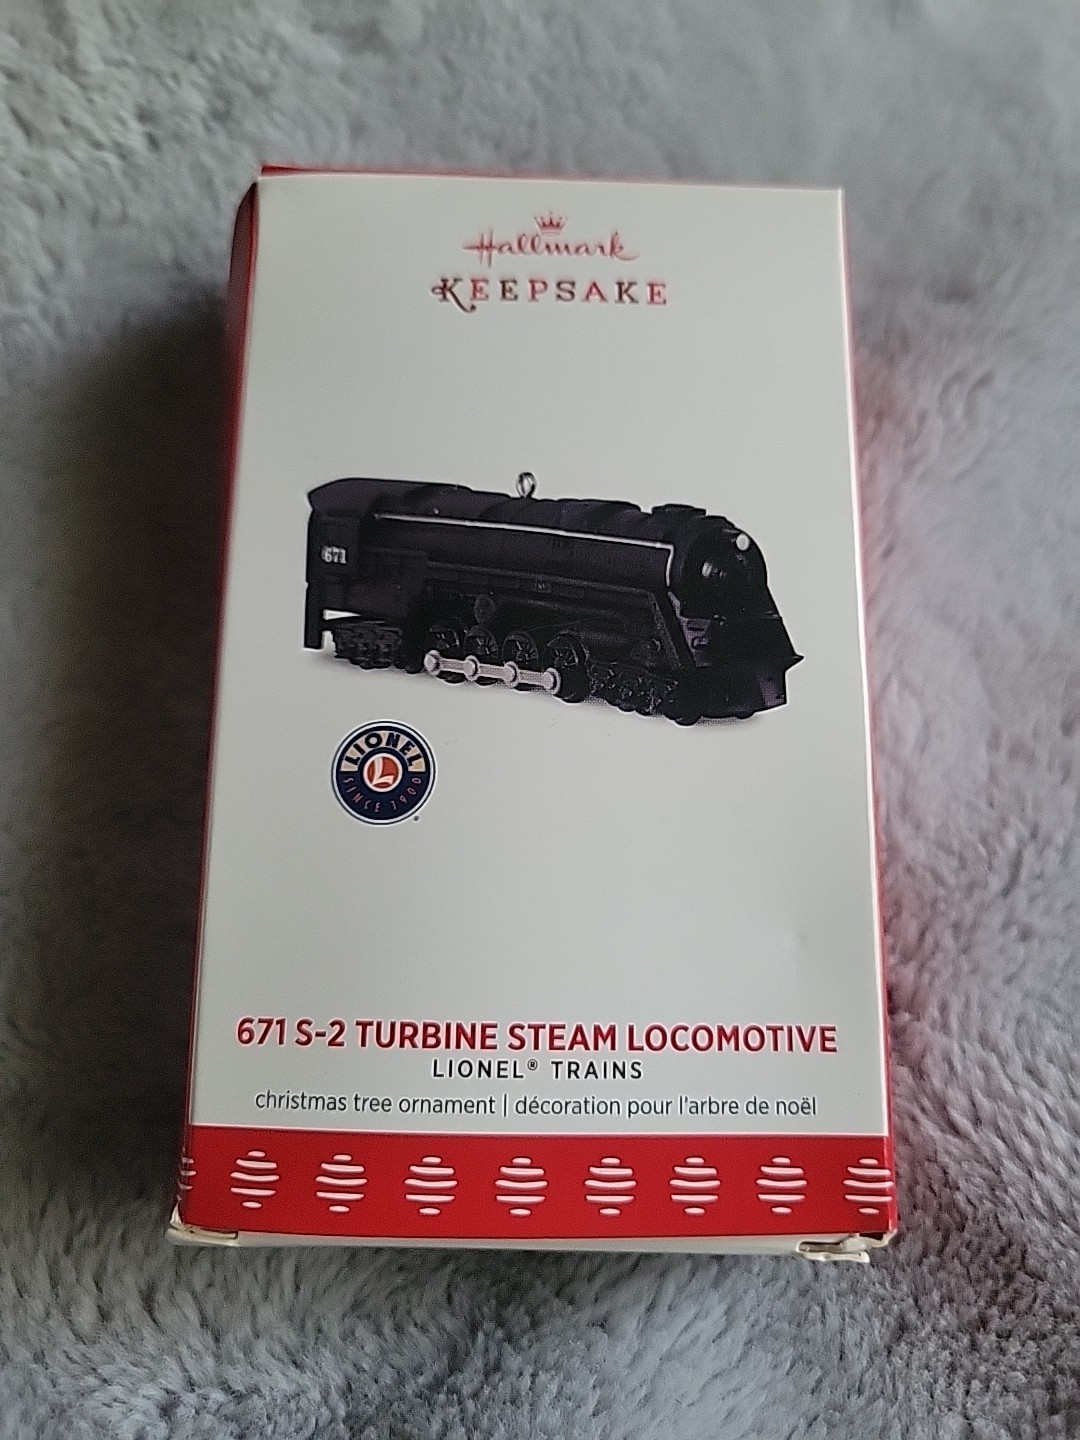 Hallmark
KEEPSAKE
671
LIONEL
L
SINCE 1900
671 S-2 TURBINE STEAM LOCOMOTIVE
LIONEL® TRAINS
christmas tree ornament | décoration pour l'arbre de noël